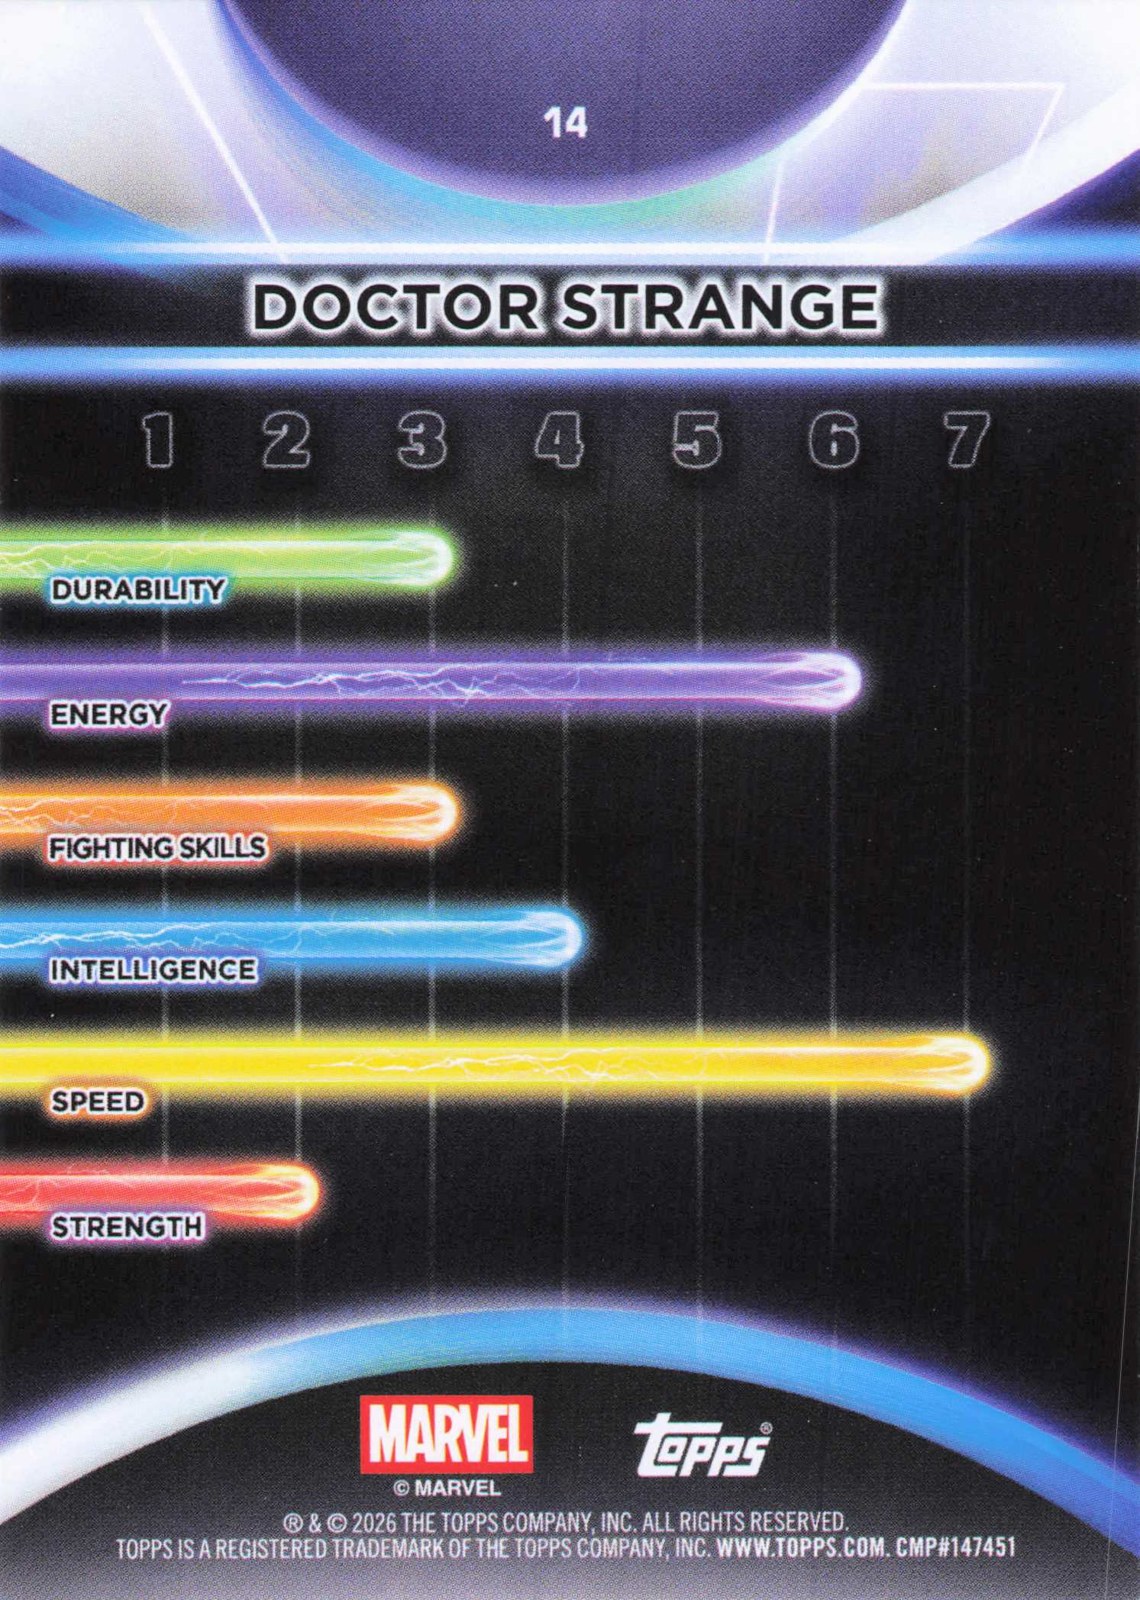 14
DOCTOR STRANGE
1 2 3 4 5 6 7
DURABILITY
ENERGY
FIGHTING SKILLS
INTELLIGENCE
SPEED
STRENGTH
MARVEL
© MARVEL
topps®
® & © 2026 THE TOPPS COMPANY, INC. ALL RIGHTS RESERVED.
TOPPS IS A REGISTERED TRADEMARK OF THE TOPPS COMPANY, INC. WWW.TOPPS.COM. CMP#147451